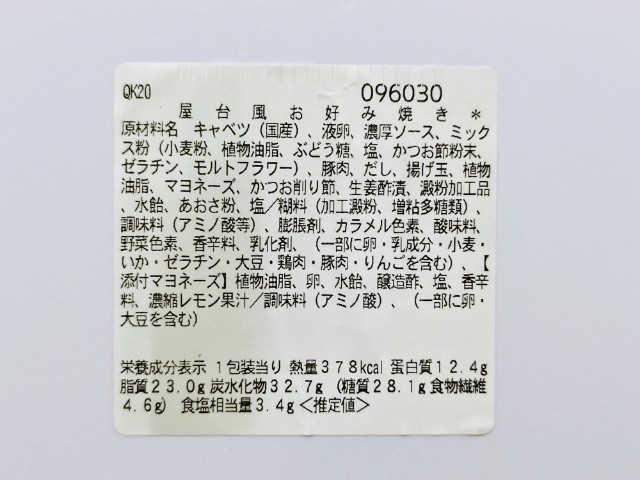 QK20 096030
屋台風お好み焼き*
原材料名 キャベツ(国産)、液卵、濃厚ソース、ミックス
粉(小麦粉、植物油脂、ぶどう糖、塩、かつお節粉末、
ゼラチン、モルトフラワー)、豚肉、だし、揚げ玉、植物
油脂、マヨネーズ、かつお削り節、生姜酢漬、澱粉加工品
、水飴、あおさ粉、塩/糊料(加工澱粉、増粘多糖類)、
調味料(アミノ酸等)、膨脹剤、カラメル色素、酸味料、
野菜色素、香辛料、乳化剤、(一部に卵・乳成分・小麦・
いか・ゼラチン・大豆・鶏肉・豚肉・りんごを含む)、【
添付マヨネーズ】植物油脂、卵、水飴、醸造酢、塩、香辛
料、濃縮レモン果汁/調味料(アミノ酸)、(一部に卵・
大豆を含む)
栄養成分表示 1包装当り 熱量378kcal 蛋白質12.4g
脂質23.0g炭水化物32.7g(糖質28.1g食物繊維
4.6g) 食塩相当量3.4g<推定値>